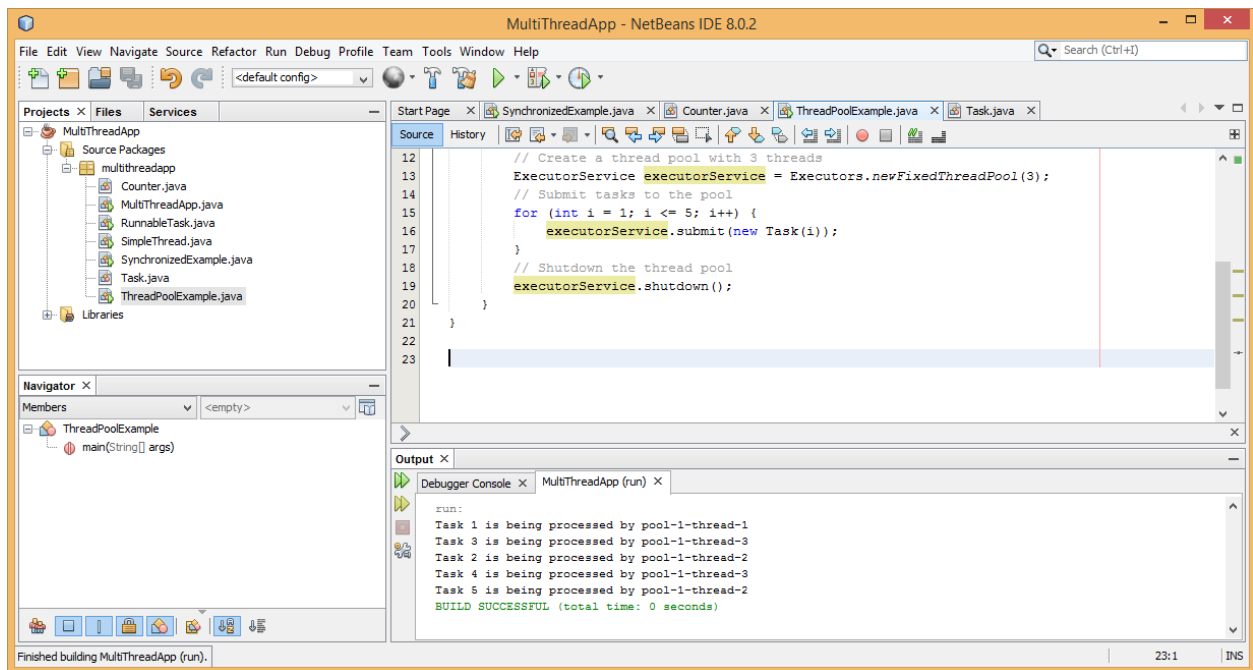 MultiThreadApp - NetBeans IDE 8.0.2
File Edit View Navigate Source Refactor Run Debug Profile Team Tools Window Help
Search (Ctrl+I)
<default config>
Projects Files Services
MultiThreadApp
Source Packages
multithreadapp
Counter.java
MultiThreadApp.java
RunnableTask.java
SimpleThread.java
SynchronizedExample.java
Task.java
ThreadPoolExample.java
Libraries
Navigator
Members <empty>
ThreadPoolExample
main(String[] args)
Start Page SynchronizedExample.java Counter.java ThreadPoolExample.java Task.java
Source History
12 // Create a thread pool with 3 threads
13 ExecutorService executorService = Executors.newFixedThreadPool(3);
14 // Submit tasks to the pool
15 for (int i = 1; i <= 5; i++) {
16 executorService.submit(new Task(i));
17 }
18 // Shutdown the thread pool
19 executorService.shutdown();
20 }
21 }
22
23
Output
Debugger Console MultiThreadApp (run)
run:
Task 1 is being processed by pool-1-thread-1
Task 3 is being processed by pool-1-thread-3
Task 2 is being processed by pool-1-thread-2
Task 4 is being processed by pool-1-thread-3
Task 5 is being processed by pool-1-thread-2
BUILD SUCCESSFUL (total time: 0 seconds)
Finished building MultiThreadApp (run).
23:1 INS